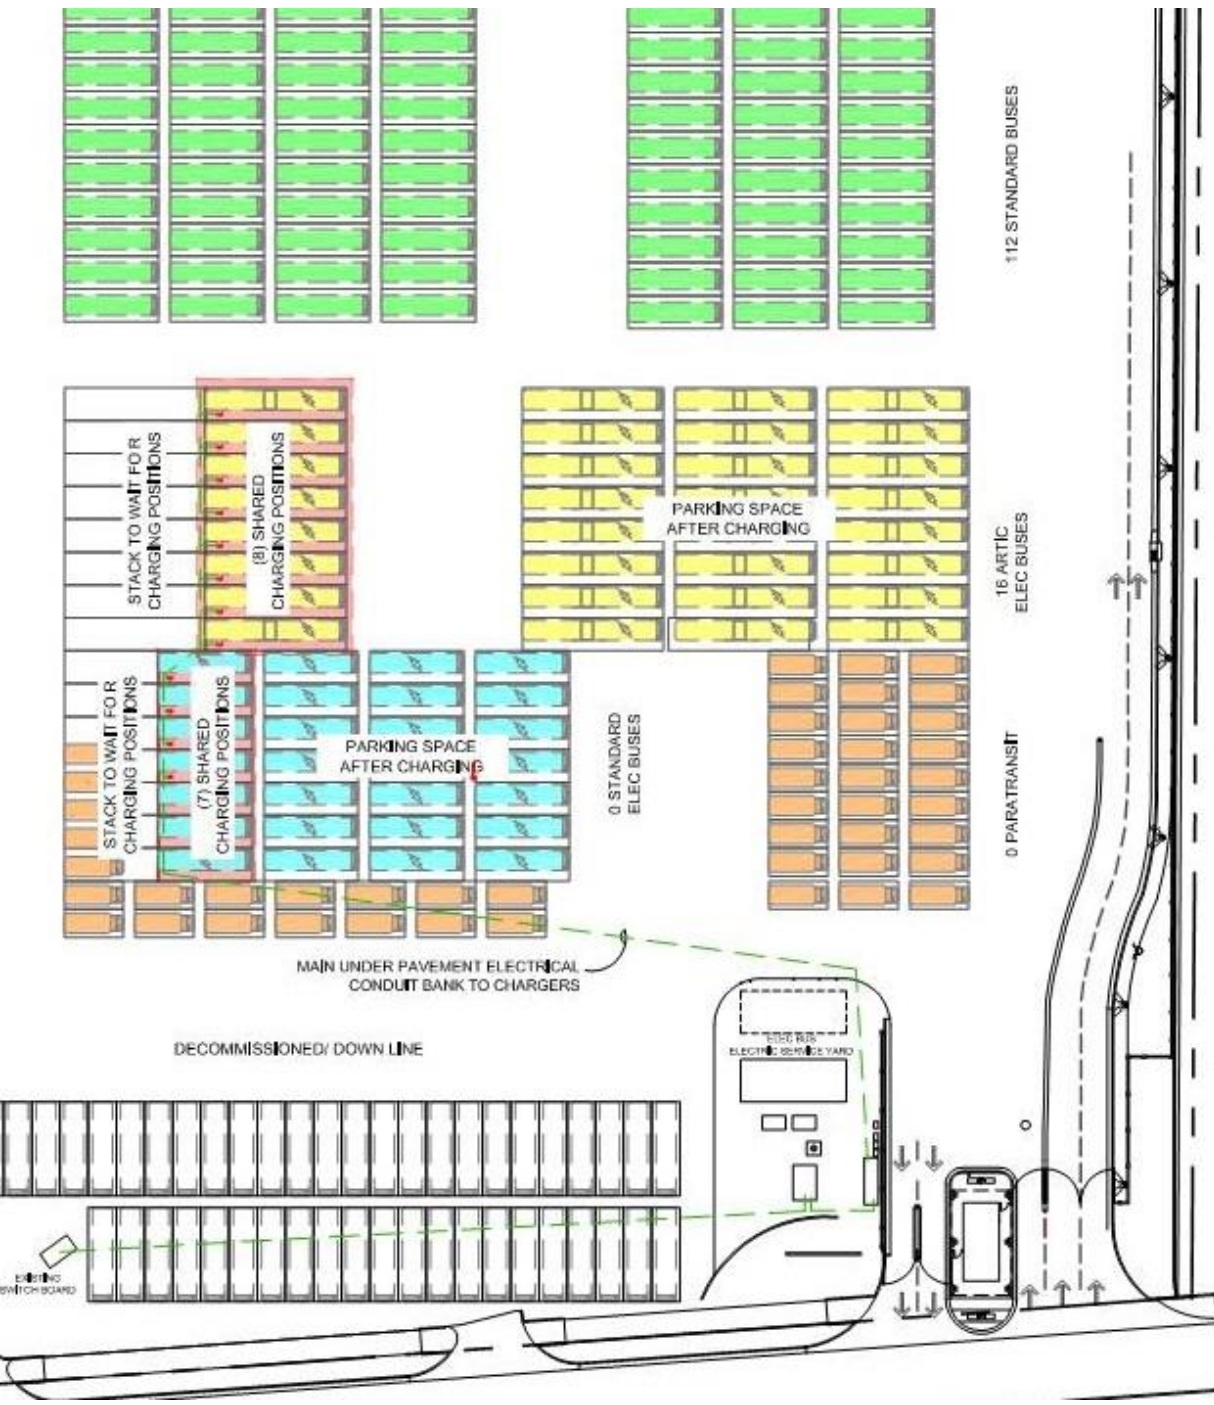 112 STANDARD BUSES
STACK TO WAIT FOR
CHARGING POSITIONS
(8) SHARED
CHARGING POSITIONS
PARKING SPACE
AFTER CHARGING
16 ARTIC
ELEC BUSES
STACK TO WAIT FOR
CHARGING POSITIONS
(7) SHARED
CHARGING POSITIONS
PARKING SPACE
AFTER CHARGING
0 STANDARD
ELEC BUSES
0 PARATRANSIT
MAIN UNDER PAVEMENT ELECTRICAL
CONDUIT BANK TO CHARGERS
DECOMMISSIONED/ DOWN LINE
ELEC BUS
ELECTRIC SERVICE YARD
EXISTING
SWITCH BOARD